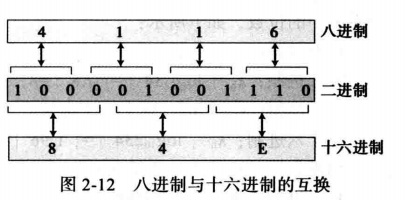 4 1 1 6 八进制
1 0 0 0 0 1 0 0 1 1 1 0 二进制
8 4 E 十六进制
图 2-12 八进制与十六进制的互换